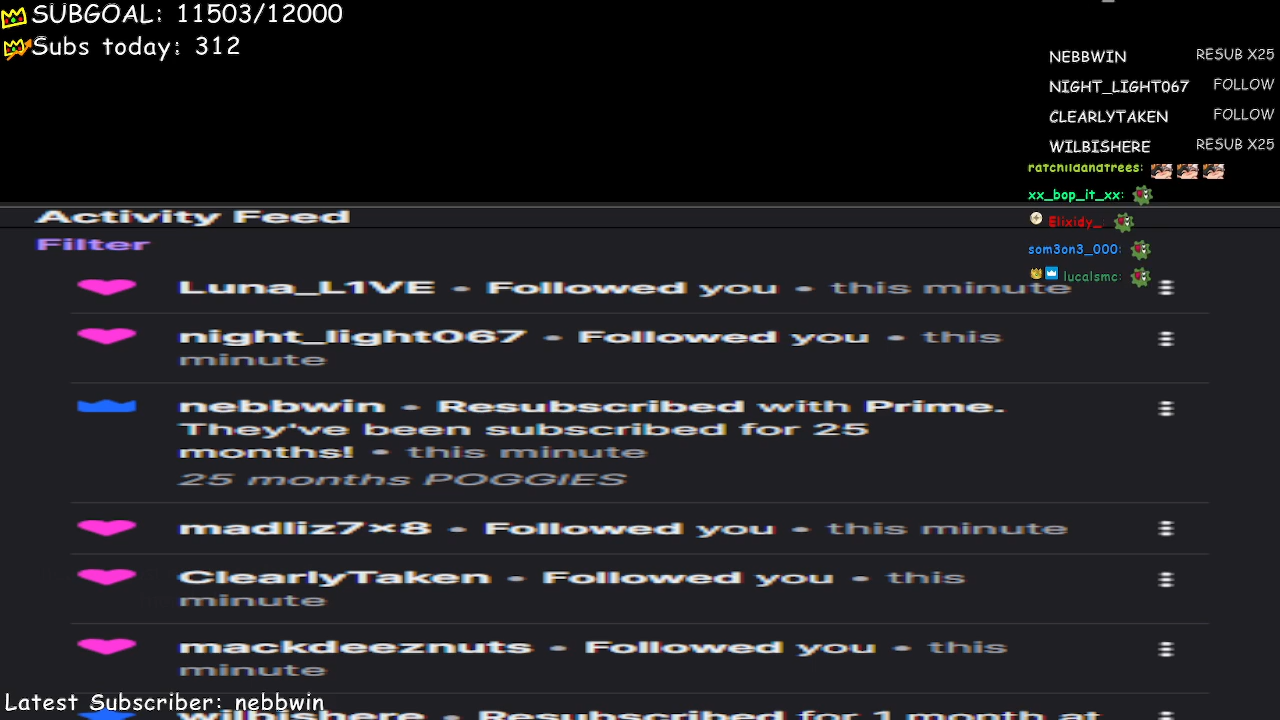 SUBGOAL: 11503/12000
Subs today: 312
NEBBWIN RESUB X25
NIGHT_LIGHT067 FOLLOW
CLEARLYTAKEN FOLLOW
WILBISHERE RESUB X25
ratchildandtrees:
xx_bop_it_xx:
Elixidy_:
som3on3_000:
lucalsmc:
Activity Feed
Filter
Luna_L1VE • Followed you • this minute
night_light067 • Followed you • this
minute
nebbwin • Resubscribed with Prime.
They've been subscribed for 25
months! • this minute
25 months POGGIES
madliz7x8 • Followed you • this minute
ClearlyTaken • Followed you • this
minute
mackdeeznuts • Followed you • this
minute
wilbishere • Resubscribed for 1 month at
Latest Subscriber: nebbwin